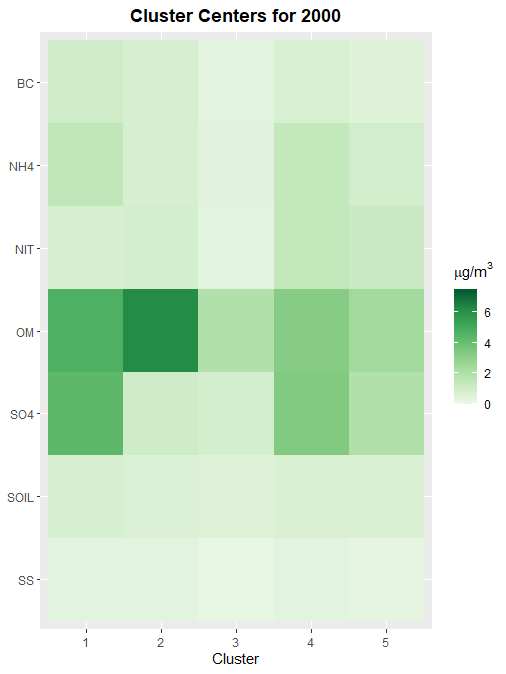 Cluster Centers for 2000
BC
NH4
NIT
OM
SO4
SOIL
SS
1 2 3 4 5
Cluster
μg/m³
6
4
2
0